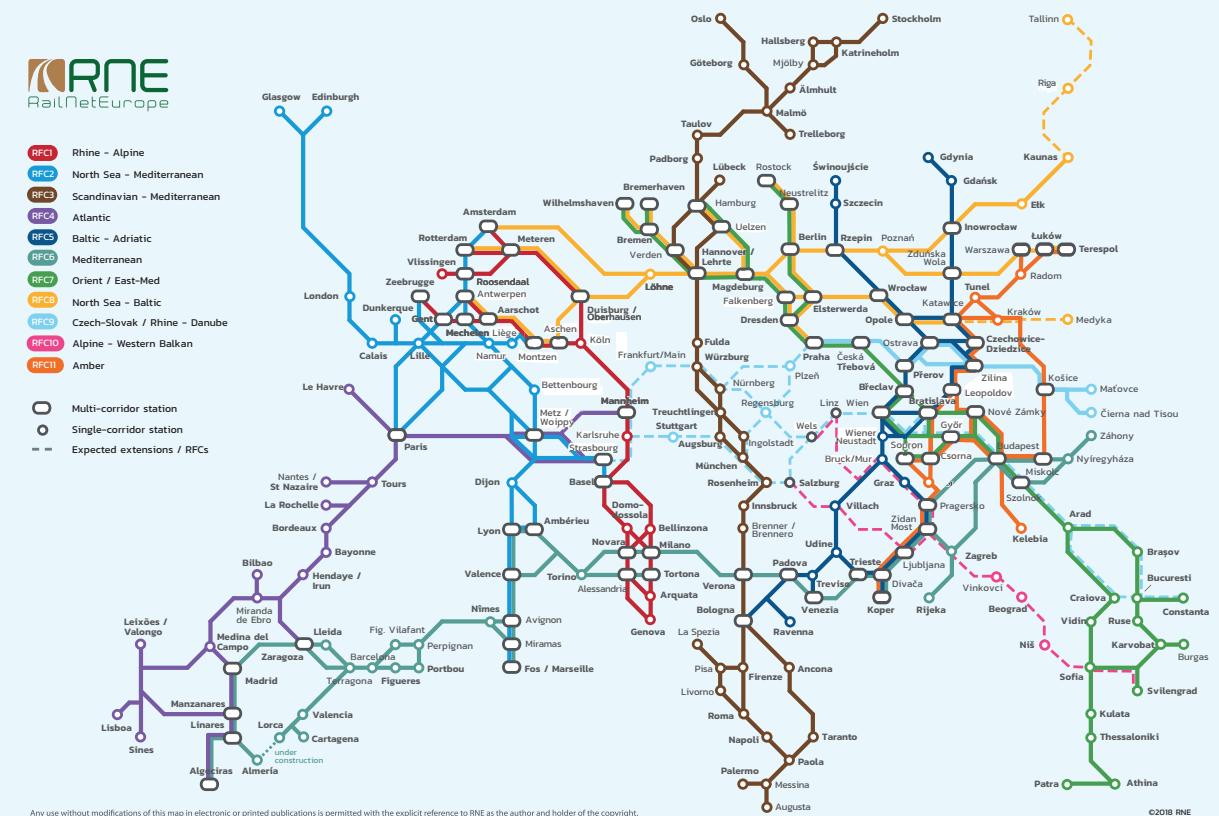 RNE
RailNetEurope
RFC1 Rhine - Alpine
RFC2 North Sea - Mediterranean
RFC3 Scandinavian - Mediterranean
RFC4 Atlantic
RFC5 Baltic - Adriatic
RFC6 Mediterranean
RFC7 Orient / East-Med
RFC8 North Sea - Baltic
RFC9 Czech-Slovak / Rhine - Danube
RFC10 Alpine - Western Balkan
RFC11 Amber
Multi-corridor station
Single-corridor station
Expected extensions / RFCs
Oslo
Stockholm
Tallinn
Hallsberg
Katrineholm
Göteborg
Mjölby
Älmhult
Riga
Glasgow
Edinburgh
Malmö
Taulov
Trelleborg
Padborg
Lübeck
Rostock
Świnoujście
Gdynia
Kaunas
Bremerhaven
Neustrelitz
Gdańsk
Wilhelmshaven
Hamburg
Szczecin
Ełk
Amsterdam
Bremen
Uelzen
Inowrocław
Rotterdam
Meteren
Verden
Hannover /
Lehrte
Berlin
Rzepin
Poznań
Zduńska
Wola
Warszawa
Łuków
Terespol
Vlissingen
Roosendaal
Löhne
Magdeburg
Radom
Zeebrugge
Antwerpen
Falkenberg
Wrocław
Tunel
London
Dunkerque
Aarschot
Duisburg /
Oberhausen
Elsterwerda
Katowice
Gent
Mechelen
Liège
Aschen
Dresden
Opole
Kraków
Medyka
Calais
Lille
Namur
Montzen
Köln
Fulda
Praha
Česká
Třebová
Ostrava
Czechowice-
Dziedzice
Frankfurt/Main
Würzburg
Plzeň
Přerov
Zilina
Le Havre
Bettenbourg
Nürnberg
Břeclav
Leopoldov
Košice
Maťovce
Mannheim
Regensburg
Linz
Wien
Bratislava
Nové Zámky
Čierna nad Tisou
Metz /
Woippy
Treuchtlingen
Wels
Paris
Karlsruhe
Stuttgart
Augsburg
Ingolstadt
Wiener
Neustadt
Győr
Záhony
Strasbourg
Sopron
Csorna
Budapest
München
Bruck/Mur
Nyíregyháza
Nantes /
St Nazaire
Tours
Dijon
Basel
Rosenheim
Salzburg
Graz
Miskolc
Szolnok
La Rochelle
Domo-
dossola
Innsbruck
Villach
Pragersko
Bordeaux
Lyon
Ambérieu
Bellinzona
Brenner /
Brennero
Zidan
Most
Kelebia
Arad
Bayonne
Novara
Milano
Udine
Zagreb
Brașov
Bilbao
Hendaye /
Irun
Valence
Torino
Tortona
Verona
Padova
Trieste
Ljubljana
Vinkovci
Bucuresti
Alessandria
Treviso
Divača
Miranda
de Ebro
Nîmes
Arquata
Venezia
Koper
Rijeka
Beograd
Craiova
Constanta
Leixões /
Valongo
Avignon
Genova
Bologna
Ravenna
Vidin
Ruse
Medina del
Campo
Lleida
Fig. Vilafant
Perpignan
Miramas
La Spezia
Niš
Karvobat
Burgas
Zaragoza
Barcelona
Portbou
Fos / Marseille
Pisa
Firenze
Ancona
Sofia
Madrid
Tarragona
Figueres
Livorno
Svilengrad
Manzanares
Valencia
Roma
Kulata
Lisboa
Linares
Lorca
Cartagena
Napoli
Taranto
Thessaloniki
Sines
under
construction
Paola
Algeciras
Almería
Palermo
Messina
Patra
Athina
Augusta
Any use without modifications of this map in electronic or printed publications is permitted with the explicit reference to RNE as the author and holder of the copyright.
©2018 RNE